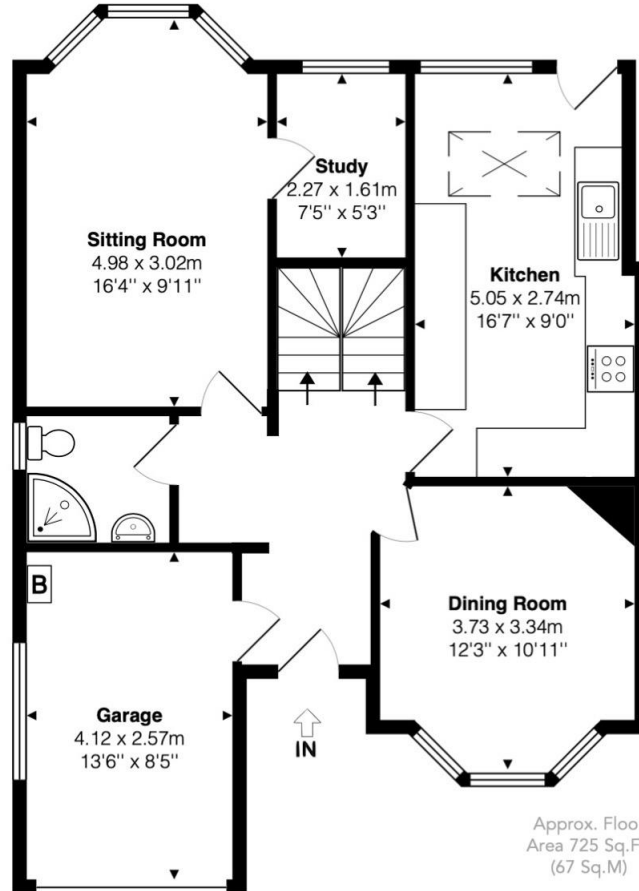 Study
2.27 x 1.61m
7'5'' x 5'3''
Sitting Room
4.98 x 3.02m
16'4'' x 9'11''
Kitchen
5.05 x 2.74m
16'7'' x 9'0''
B
Dining Room
3.73 x 3.34m
12'3'' x 10'11''
Garage
4.12 x 2.57m
13'6'' x 8'5''
IN
Approx. Floo
Area 725 Sq.F
(67 Sq.M)